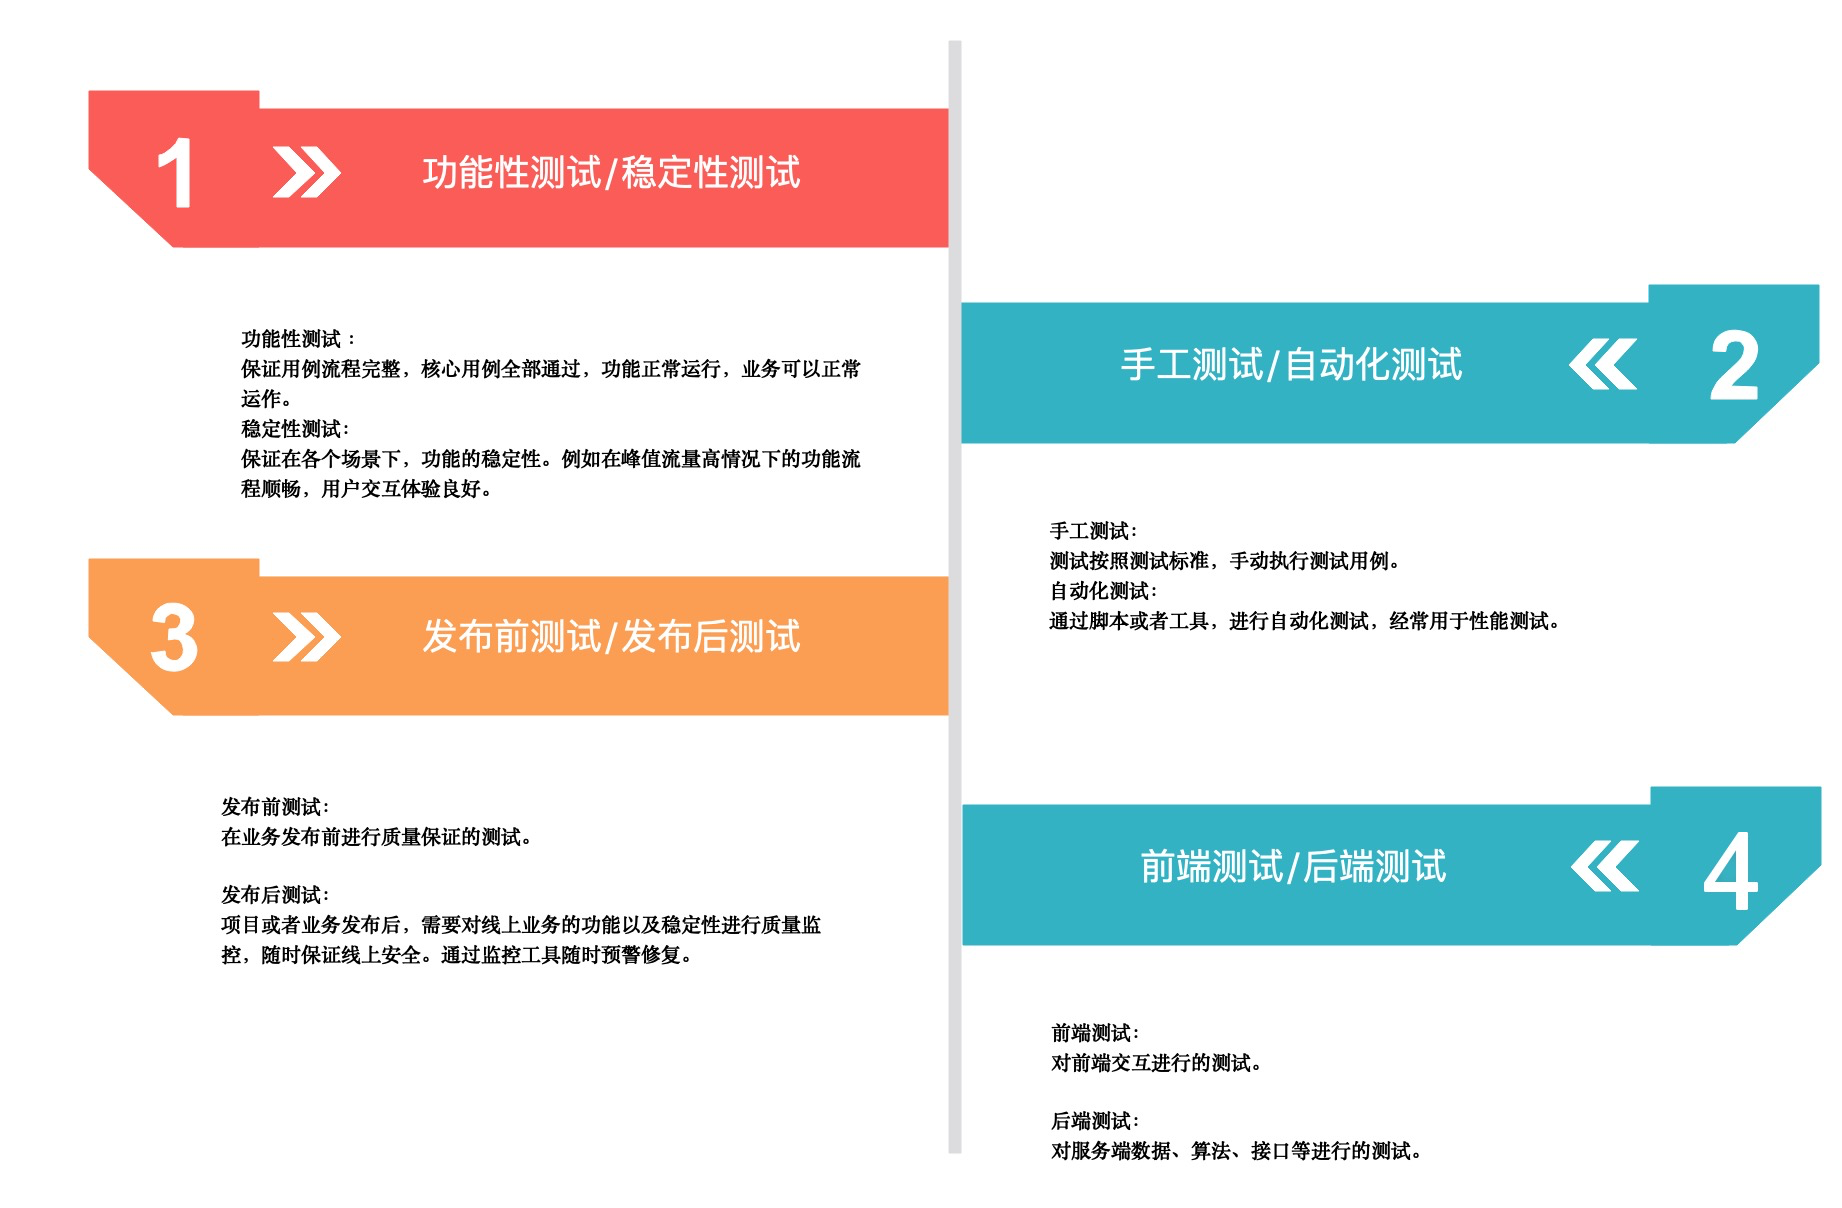 1
功能性测试/稳定性测试
功能性测试：
保证用例流程完整，核心用例全部通过，功能正常运行，业务可以正常
运作。
稳定性测试：
保证在各个场景下，功能的稳定性。例如在峰值流量高情况下的功能流
程顺畅，用户交互体验良好。
手工测试/自动化测试
2
手工测试：
测试按照测试标准，手动执行测试用例。
自动化测试：
通过脚本或者工具，进行自动化测试，经常用于性能测试。
3
发布前测试/发布后测试
发布前测试：
在业务发布前进行质量保证的测试。
发布后测试：
项目或者业务发布后，需要对线上业务的功能以及稳定性进行质量监
控，随时保证线上安全。通过监控工具随时预警修复。
前端测试/后端测试
4
前端测试：
对前端交互进行的测试。
后端测试：
对服务端数据、算法、接口等进行的测试。